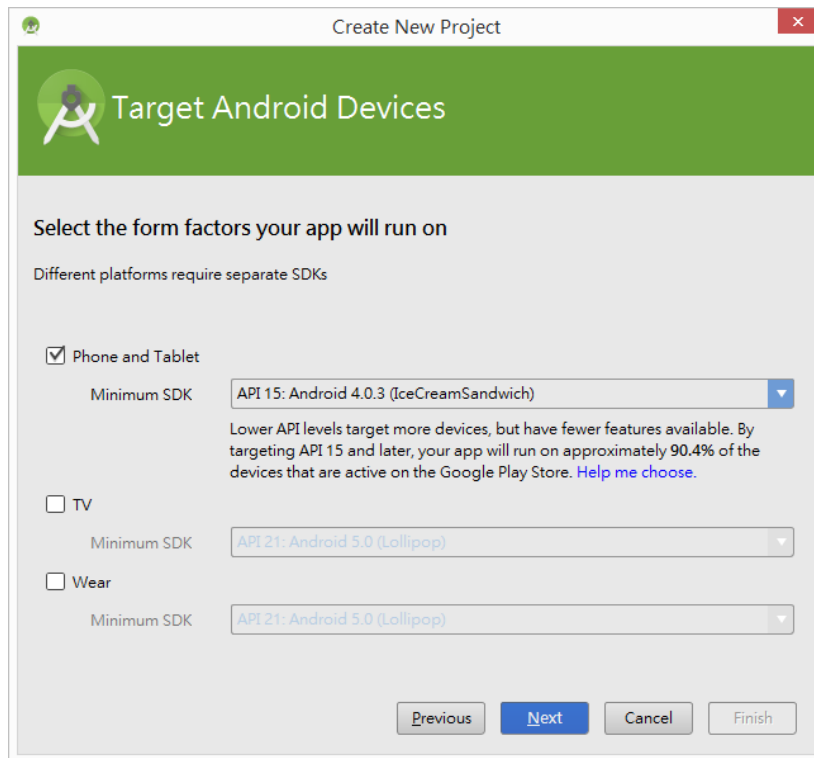 Create New Project
Target Android Devices
Select the form factors your app will run on
Different platforms require separate SDKs
Phone and Tablet
Minimum SDK API 15: Android 4.0.3 (IceCreamSandwich)
Lower API levels target more devices, but have fewer features available. By
targeting API 15 and later, your app will run on approximately 90.4% of the
devices that are active on the Google Play Store. Help me choose.
TV
Minimum SDK API 21: Android 5.0 (Lollipop)
Wear
Minimum SDK API 21: Android 5.0 (Lollipop)
Previous Next Cancel Finish